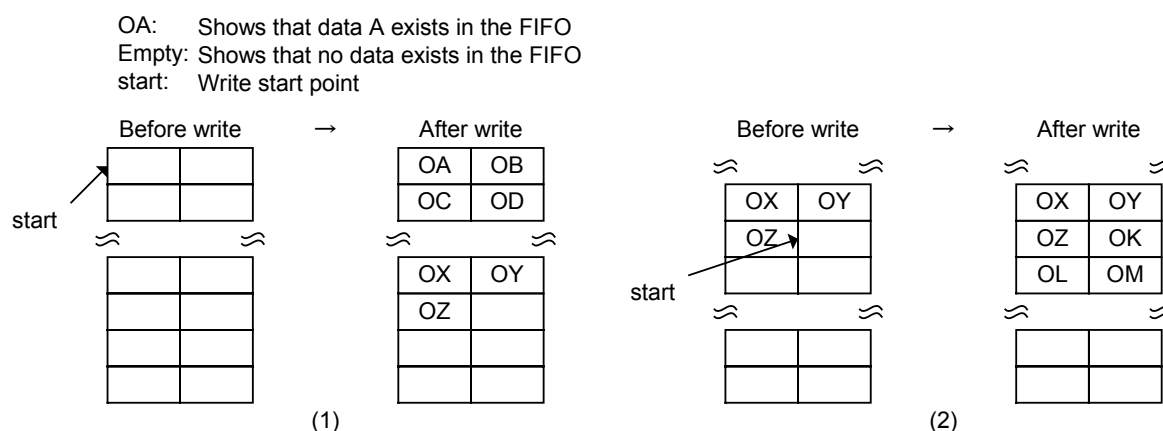 OA: Shows that data A exists in the FIFO
Empty: Shows that no data exists in the FIFO
start: Write start point
Before write → After write
start
OA OB
OC OD
OX OY
OZ
(1)
Before write → After write
OX OY
OZ
start
OX OY
OZ OK
OL OM
(2)